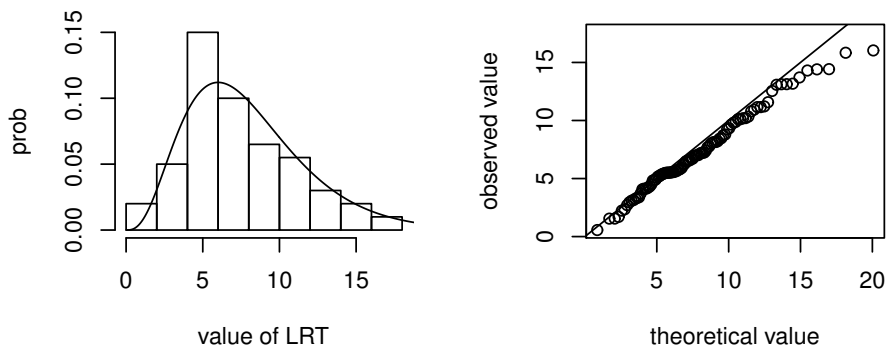 prob
0.15
0.10
0.05
0.00
0 5 10 15
value of LRT
observed value
15
10
5
0
5 10 15 20
theoretical value